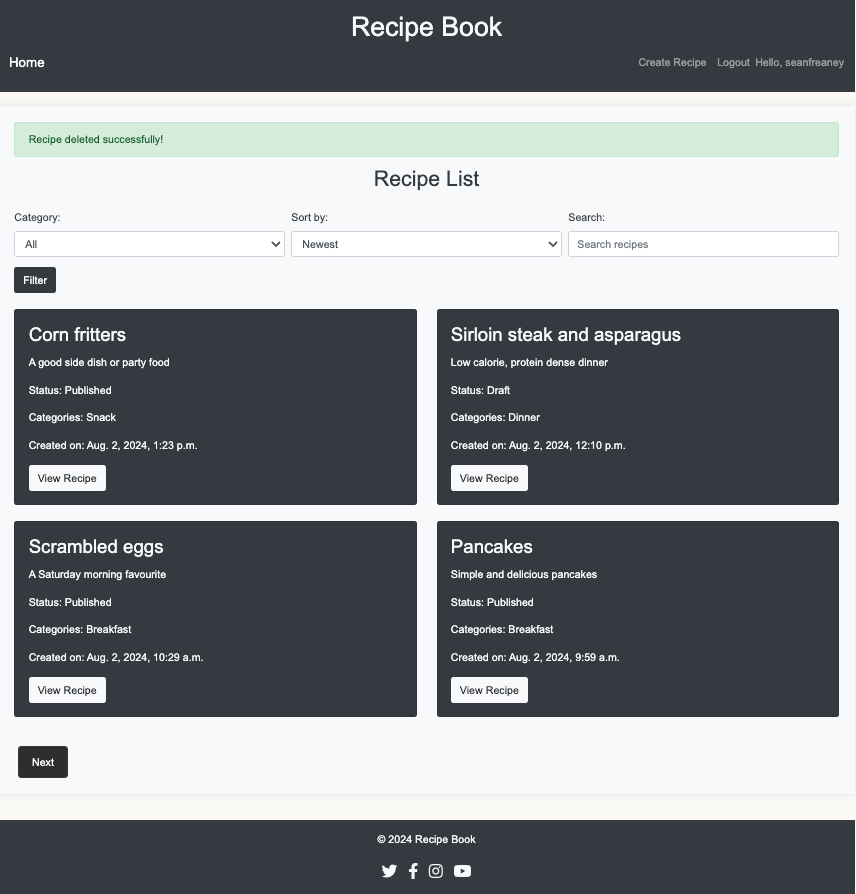 Recipe Book
Home
Create Recipe Logout Hello, seanfreaney
Recipe deleted successfully!
Recipe List
Category:
Sort by:
Search:
All
Newest
Search recipes
Filter
Corn fritters
A good side dish or party food
Status: Published
Categories: Snack
Created on: Aug. 2, 2024, 1:23 p.m.
View Recipe
Sirloin steak and asparagus
Low calorie, protein dense dinner
Status: Draft
Categories: Dinner
Created on: Aug. 2, 2024, 12:10 p.m.
View Recipe
Scrambled eggs
A Saturday morning favourite
Status: Published
Categories: Breakfast
Created on: Aug. 2, 2024, 10:29 a.m.
View Recipe
Pancakes
Simple and delicious pancakes
Status: Published
Categories: Breakfast
Created on: Aug. 2, 2024, 9:59 a.m.
View Recipe
Next
© 2024 Recipe Book